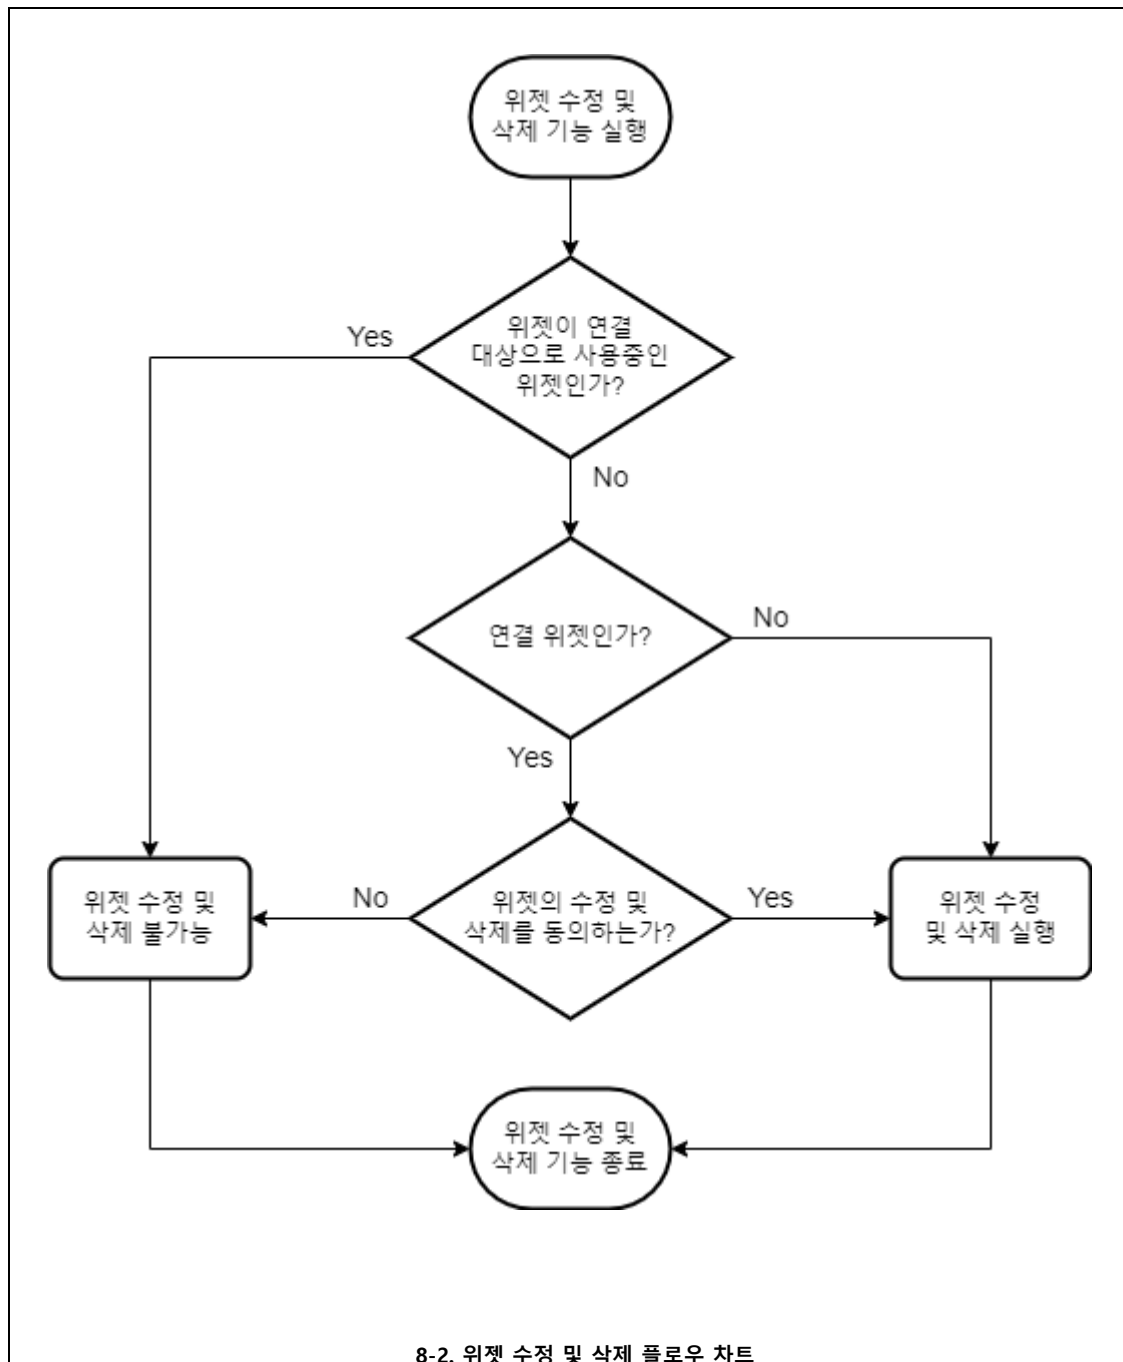 위젯 수정 및
삭제 기능 실행
위젯이 연결
대상으로 사용중인
위젯인가?
Yes
No
연결 위젯인가?
No
Yes
위젯 수정 및
삭제 불가능
No
위젯의 수정 및
삭제를 동의하는가?
Yes
위젯 수정
및 삭제 실행
위젯 수정 및
삭제 기능 종료
8-2. 위젯 수정 및 삭제 플로우 차트